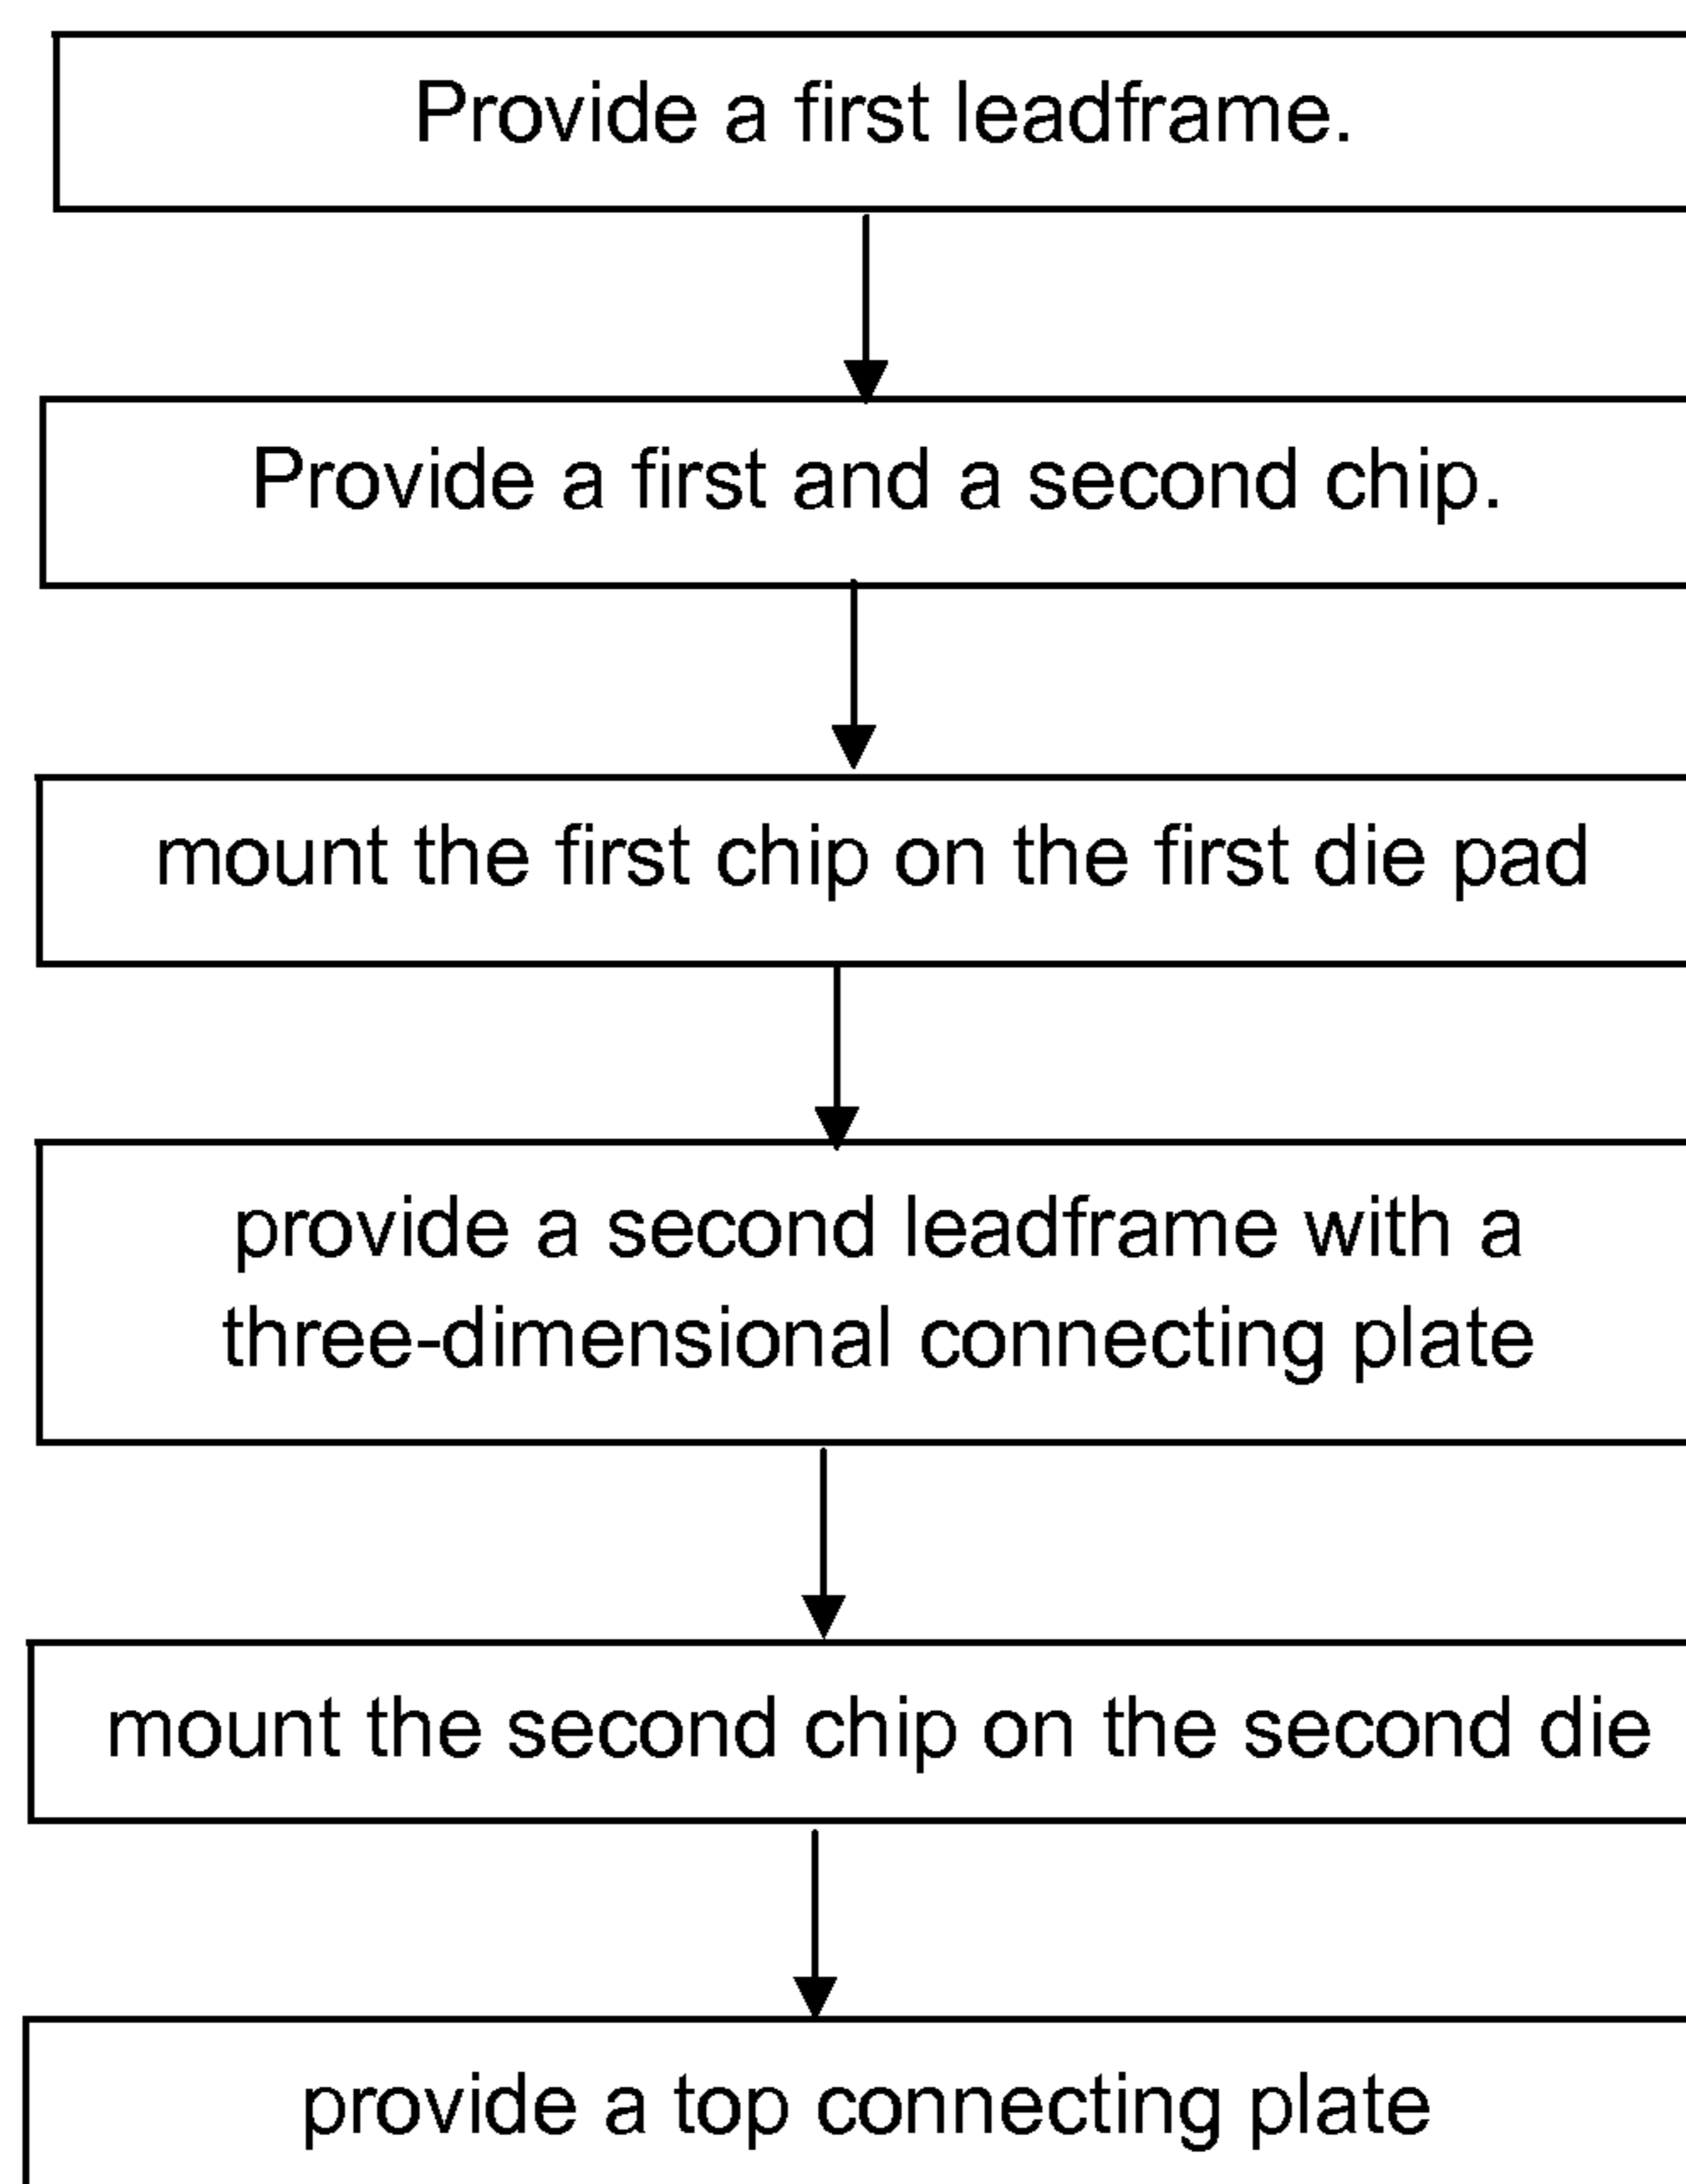 Provide a first leadframe.
Provide a first and a second chip.
mount the first chip on the first die pad
provide a second leadframe with a
three-dimensional connecting plate
mount the second chip on the second die
provide a top connecting plate